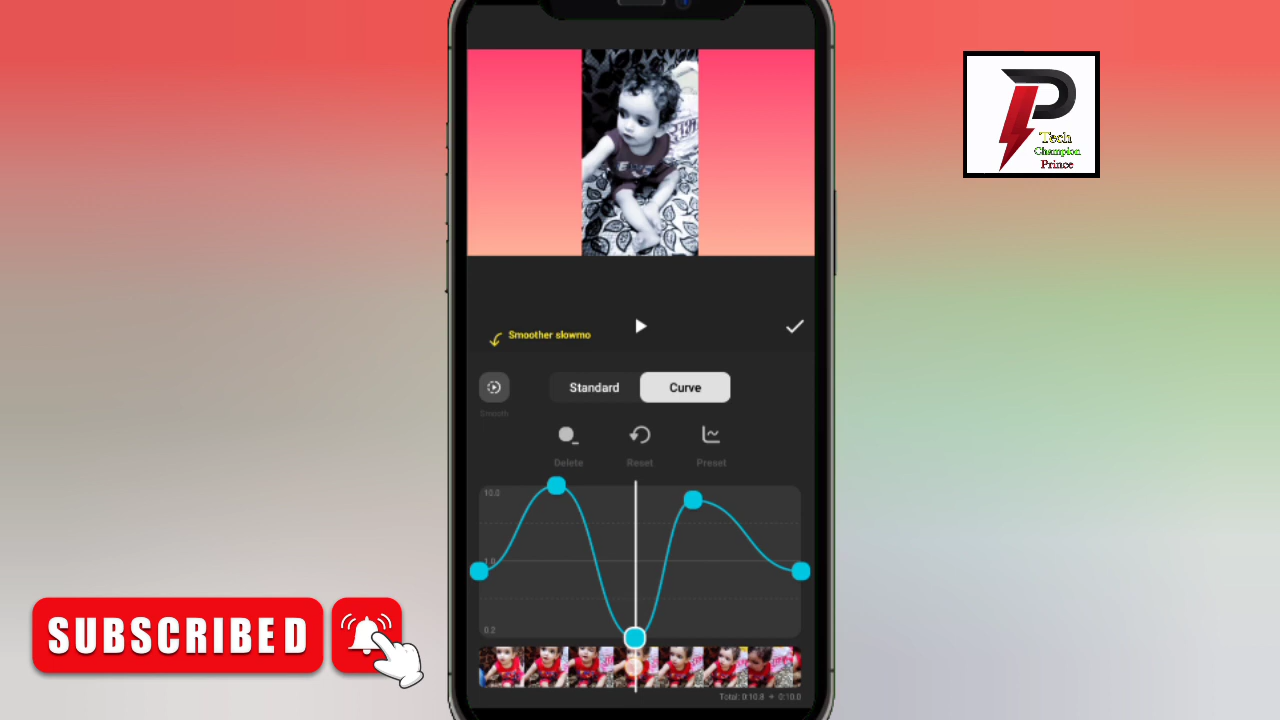 Tech
Champion
Prince
Smoother slowmo
Standard
Curve
Smooth
Delete
Reset
Preset
10.0
1.0
0.2
Total: 0:10.8 → 0:10.0
SUBSCRIBED